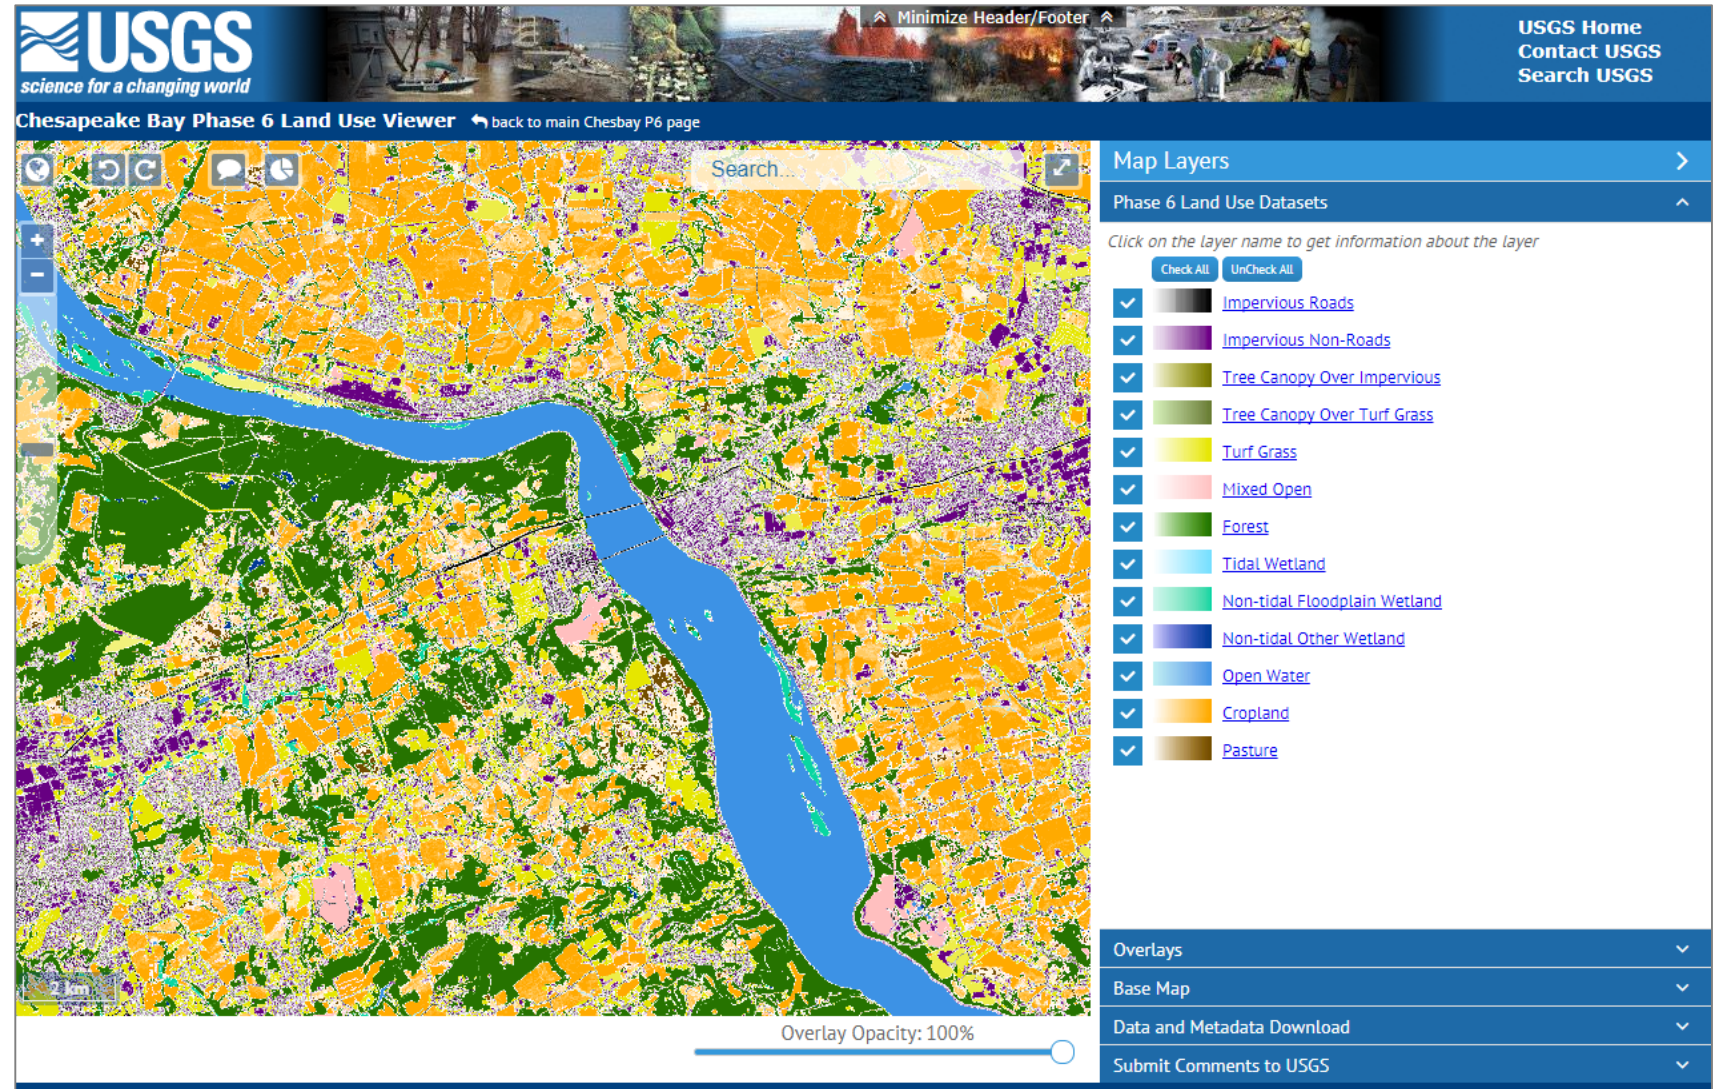 Minimize Header/Footer
USGS
science for a changing world
USGS Home
Contact USGS
Search USGS
Chesapeake Bay Phase 6 Land Use Viewer back to main Chesbay P6 page
Search...
+
-
2 km
Overlay Opacity: 100%
Map Layers
Phase 6 Land Use Datasets
Click on the layer name to get information about the layer
Check All UnCheck All
Impervious Roads
Impervious Non-Roads
Tree Canopy Over Impervious
Tree Canopy Over Turf Grass
Turf Grass
Mixed Open
Forest
Tidal Wetland
Non-tidal Floodplain Wetland
Non-tidal Other Wetland
Open Water
Cropland
Pasture
Overlays
Base Map
Data and Metadata Download
Submit Comments to USGS